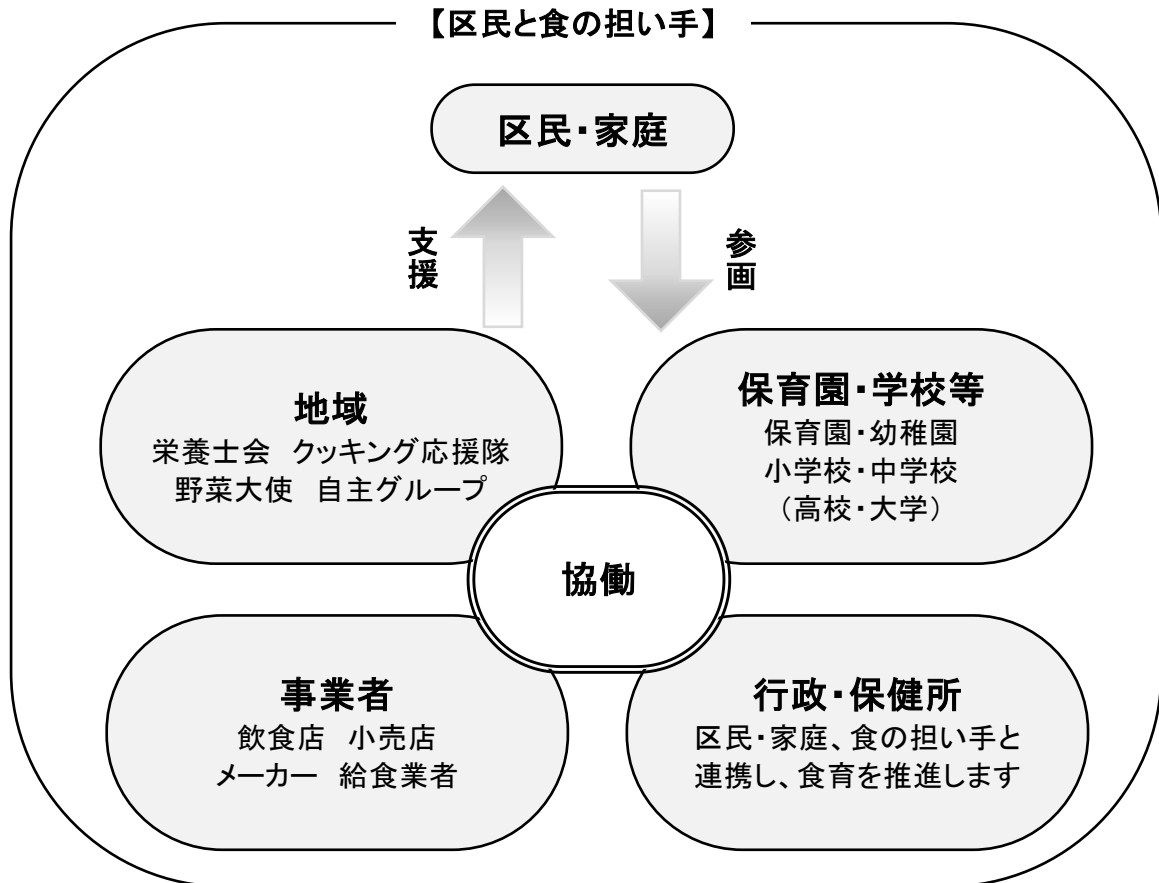 【区民と食の担い手】
区民・家庭
支援
参画
地域
栄養士会 クッキング応援隊
野菜大使 自主グループ
保育園・学校等
保育園・幼稚園
小学校・中学校
（高校・大学）
協働
事業者
飲食店 小売店
メーカー 給食業者
行政・保健所
区民・家庭、食の担い手と
連携し、食育を推進します